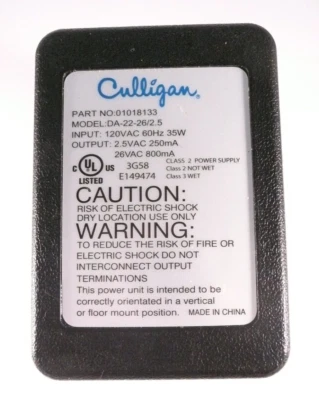 Culligan.
PART NO:01018133
MODEL:DA-22-26/2.5
INPUT: 120VAC 60Hz 35W
OUTPUT: 2.5VAC 250mA
26VAC 800mA
C UL US LISTED
3G58
E149474
CLASS 2 POWER SUPPLY
Class 2 NOT WET
Class 3 WET
CAUTION:
RISK OF ELECTRIC SHOCK
DRY LOCATION USE ONLY
WARNING:
TO REDUCE THE RISK OF FIRE OR
ELECTRIC SHOCK DO NOT
INTERCONNECT OUTPUT
TERMINATIONS
This power unit is intended to be
correctly orientated in a vertical
or floor mount position. MADE IN CHINA